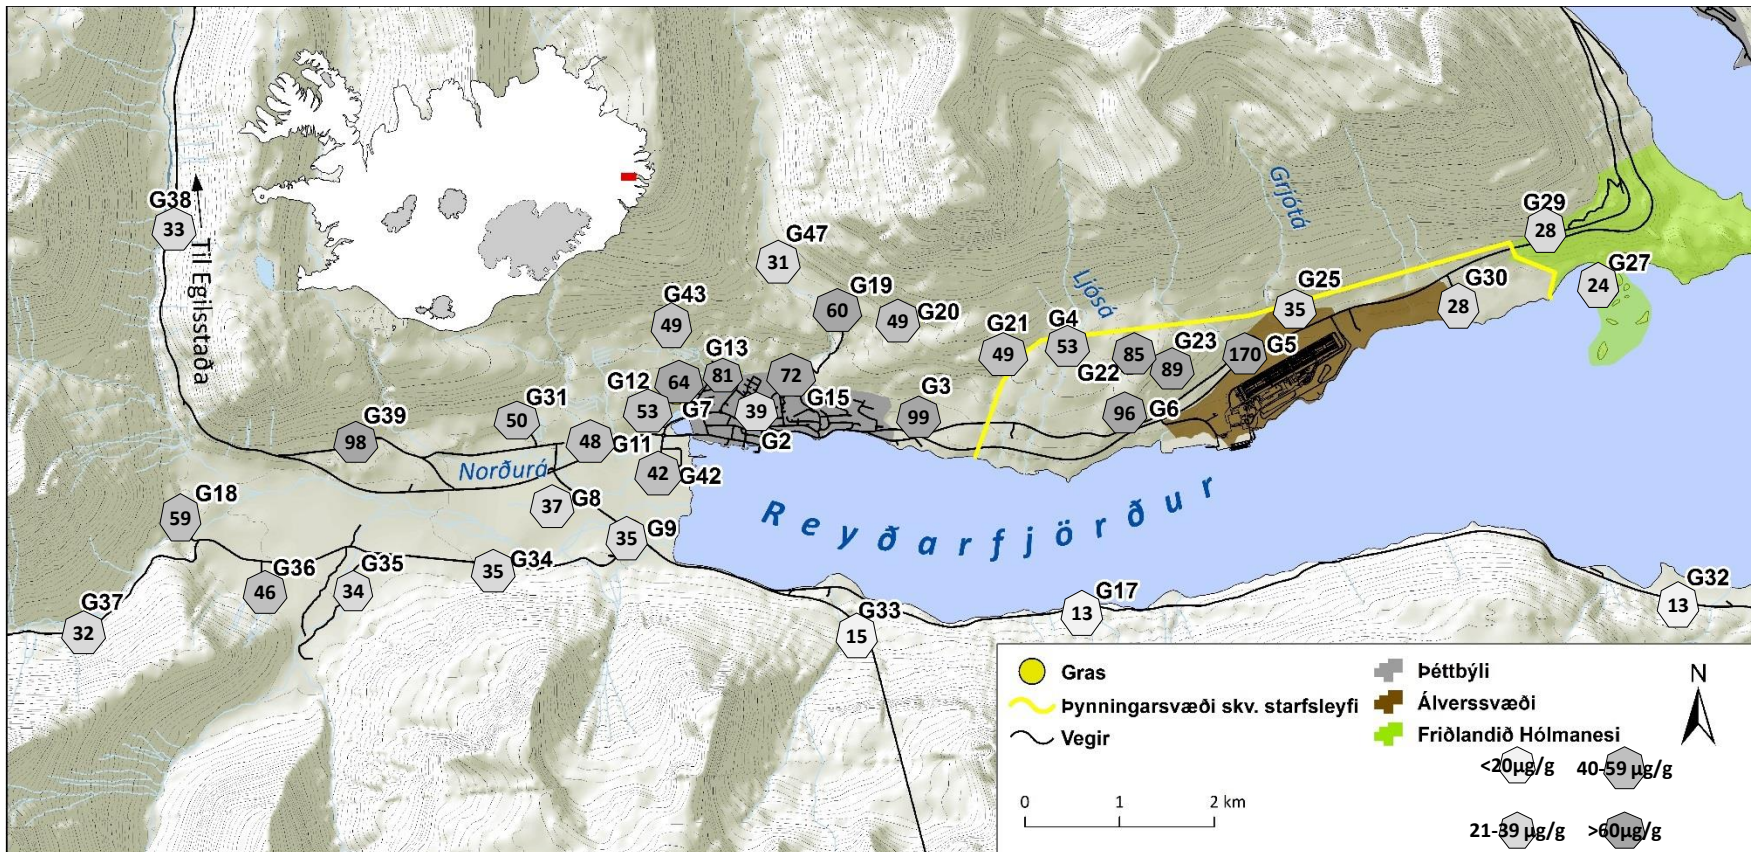 G38
33
Til Egilsstaða
G47
31
G43
49
G19
60
G20
49
G21
49
G4
53
Ljósá
Grjótá
G29
28
G27
24
G25
35
G30
28
G22
85
G23
89
G5
170
G6
96
G3
99
G13
81
G12
64
53
72
G15
39
G7
G2
G31
50
G39
98
G11
48
Norðurá
G42
42
G8
37
G18
59
G9
35
G34
35
G36
46
G35
34
G37
32
Reyðarfjörður
G33
15
G17
13
G32
13
Gras
Þynningarsvæði skv. starfsleyfi
Vegir
Þéttbýli
Álverssvæði
Friðlandið Hólmanesi
N
0 1 2 km
<20µg/g
40-59 µg/g
21-39 µg/g
>60µg/g